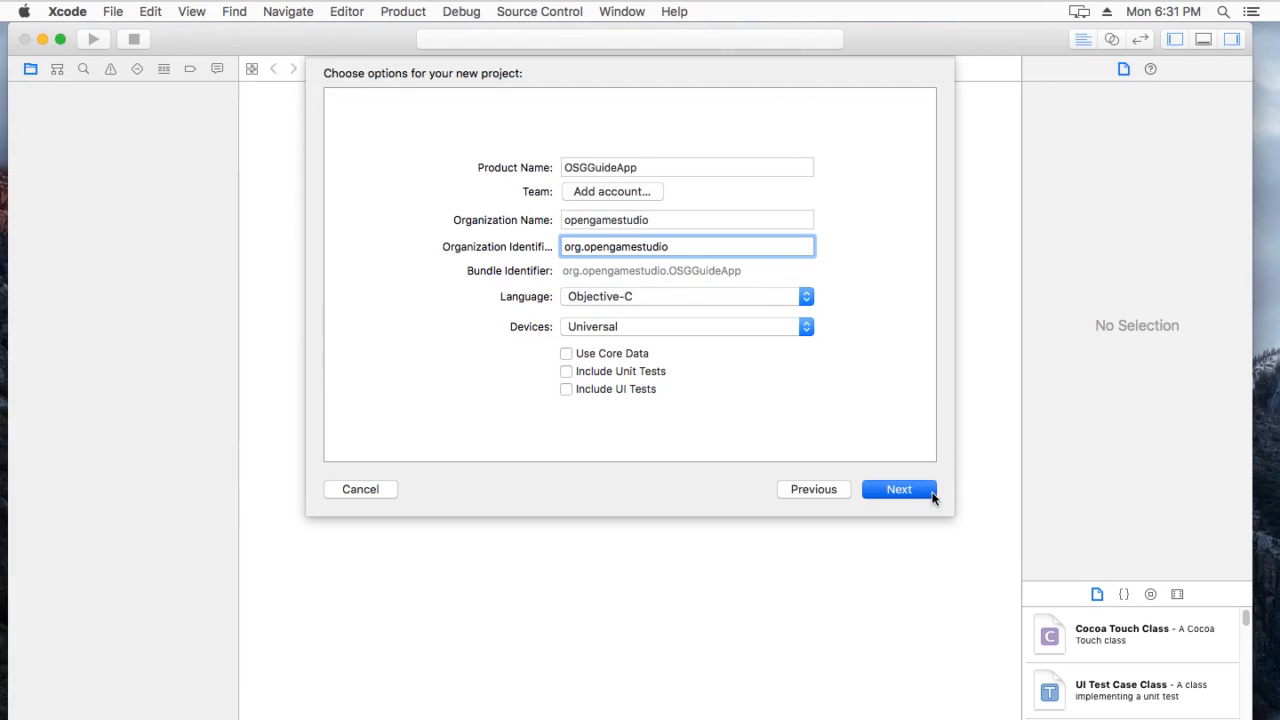 Xcode File Edit View Find Navigate Editor Product Debug Source Control Window Help Mon 6:31 PM
Choose options for your new project:
Product Name: OSGGuideApp
Team: Add account...
Organization Name: opengamestudio
Organization Identifi... org.opengamestudio
Bundle Identifier: org.opengamestudio.OSGGuideApp
Language: Objective-C
Devices: Universal
Use Core Data
Include Unit Tests
Include UI Tests
Cancel Previous Next
No Selection
{ }
C
Cocoa Touch Class - A Cocoa
Touch class
T
UI Test Case Class - A class
implementing a unit test